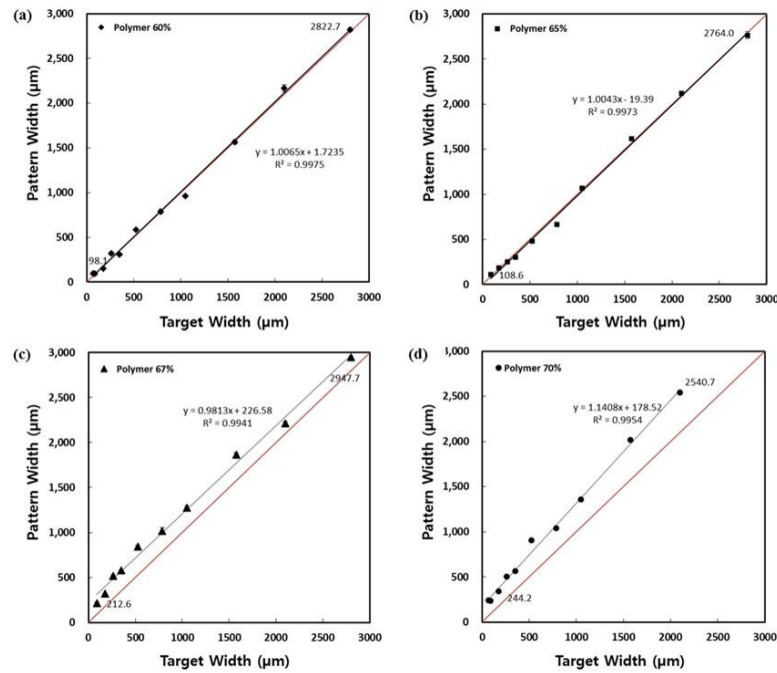 (a)
3,000
2,500
2,000
1,500
1,000
500
0
Pattern Width (μm)
Polymer 60%
2822.7
y = 1.0065x + 1.7235
R² = 0.9975
98.1
0 500 1000 1500 2000 2500 3000
Target Width (μm)
(b)
3,000
2,500
2,000
1,500
1,000
500
0
Pattern Width (μm)
Polymer 65%
2764.0
y = 1.0043x - 19.39
R² = 0.9973
108.6
0 500 1000 1500 2000 2500 3000
Target Width (μm)
(c)
3,000
2,500
2,000
1,500
1,000
500
0
Pattern Width (μm)
Polymer 67%
2947.7
y = 0.9813x + 226.58
R² = 0.9941
212.6
0 500 1000 1500 2000 2500 3000
Target Width (μm)
(d)
3,000
2,500
2,000
1,500
1,000
500
0
Pattern Width (μm)
Polymer 70%
2540.7
y = 1.1408x + 178.52
R² = 0.9954
244.2
0 500 1000 1500 2000 2500 3000
Target Width (μm)